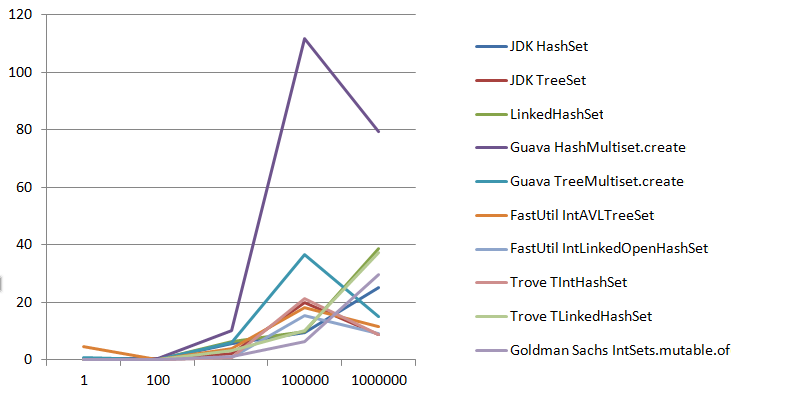 120
100
80
60
40
20
0
1 100 10000 100000 1000000
JDK HashSet
JDK TreeSet
LinkedHashSet
Guava HashMultiset.create
Guava TreeMultiset.create
FastUtil IntAVLTreeSet
FastUtil IntLinkedOpenHashSet
Trove TIntHashSet
Trove TLinkedHashSet
Goldman Sachs IntSets.mutable.of